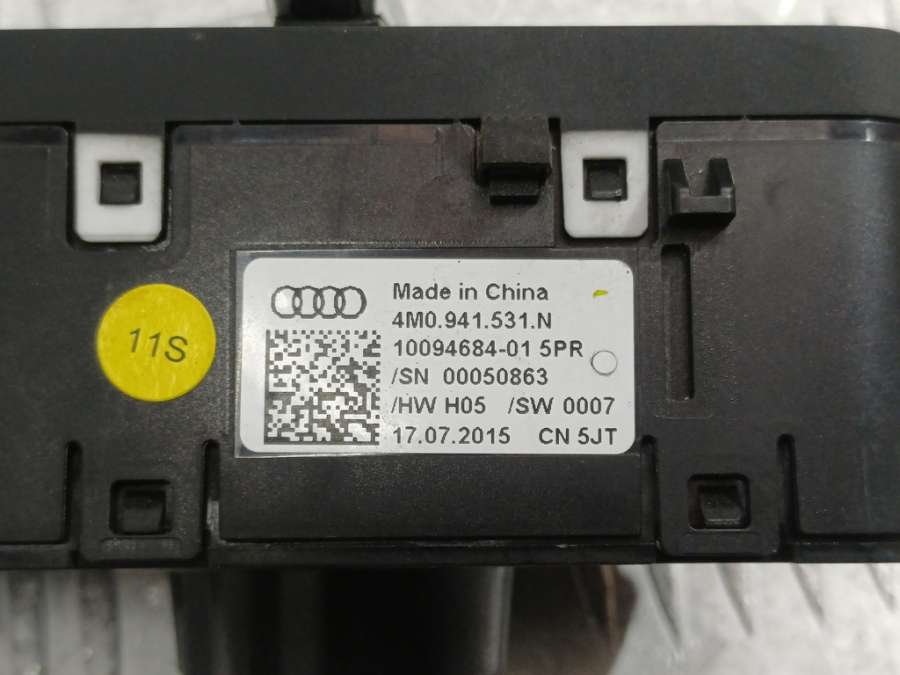 11S
Made in China
4M0.941.531.N
10094684-01 5PR
/SN 00050863
/HW H05 /SW 0007
17.07.2015 CN 5JT